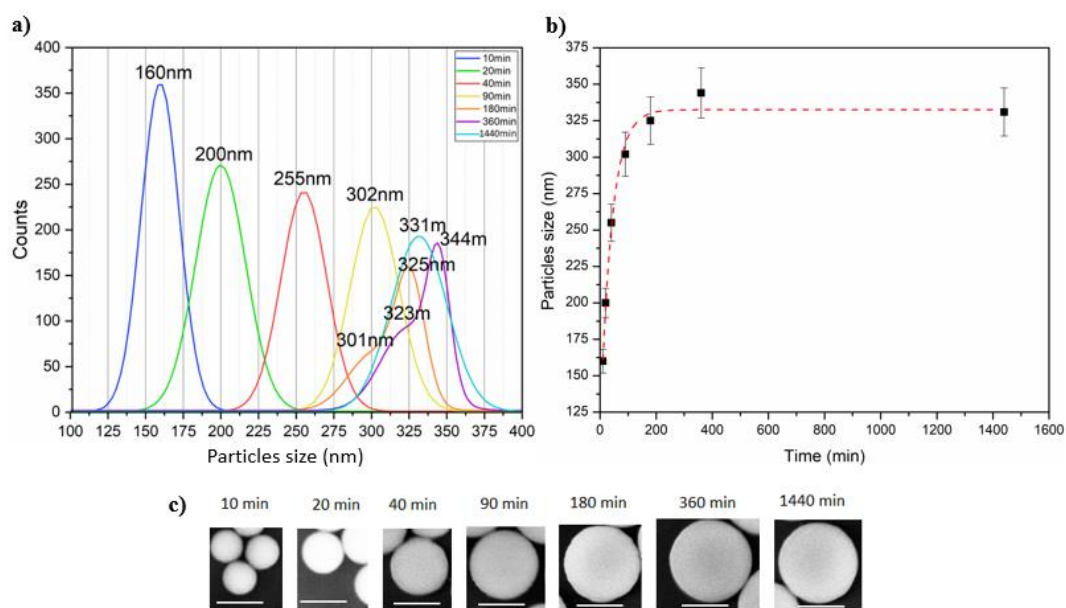 a)
400
350
300
250
200
150
100
50
0
Counts
160nm
200nm
255nm
302nm
331m
344m
325nm
323m
301nm
10min
20min
40min
90min
180min
360min
1440min
100 125 150 175 200 225 250 275 300 325 350 375 400
Particles size (nm)
b)
375
350
325
300
275
250
225
200
175
150
125
Particles size (nm)
0 200 400 600 800 1000 1200 1400 1600
Time (min)
c)
10 min 20 min 40 min 90 min 180 min 360 min 1440 min